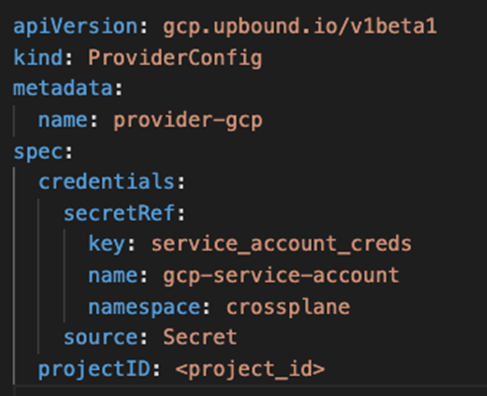 apiVersion: gcp.upbound.io/v1beta1
kind: ProviderConfig
metadata:
  name: provider-gcp
spec:
  credentials:
    secretRef:
      key: service_account_creds
      name: gcp-service-account
      namespace: crossplane
    source: Secret
  projectID: <project_id>